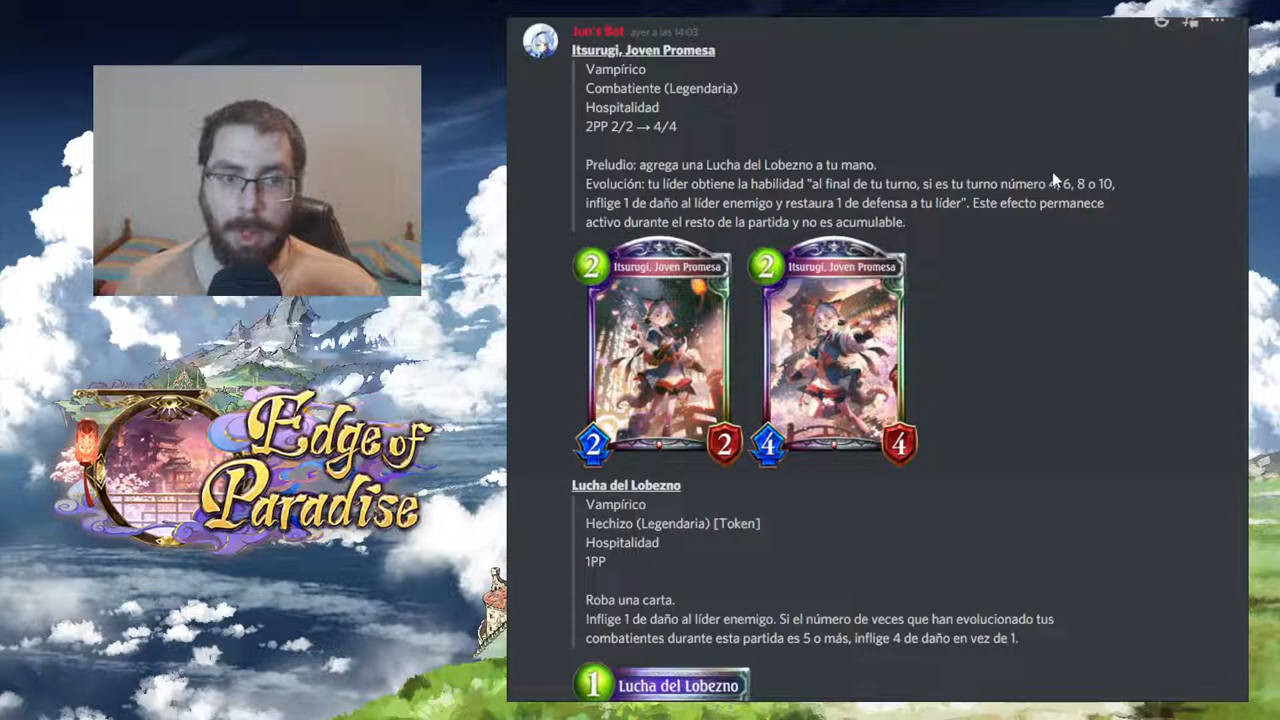 Jun's Bot ayer a las 14:03
Itsurugi, Joven Promesa
Vampírico
Combatiente (Legendaria)
Hospitalidad
2PP 2/2 → 4/4
Preludio: agrega una Lucha del Lobezno a tu mano.
Evolución: tu líder obtiene la habilidad "al final de tu turno, si es tu turno número 6, 8 o 10,
inflige 1 de daño al líder enemigo y restaura 1 de defensa a tu líder". Este efecto permanece
activo durante el resto de la partida y no es acumulable.
2 Itsurugi, Joven Promesa
2 2
2 Itsurugi, Joven Promesa
4 4
Lucha del Lobezno
Vampírico
Hechizo (Legendaria) [Token]
Hospitalidad
1PP
Roba una carta.
Inflige 1 de daño al líder enemigo. Si el número de veces que han evolucionado tus
combatientes durante esta partida es 5 o más, inflige 4 de daño en vez de 1.
1 Lucha del Lobezno
Edge of
Paradise